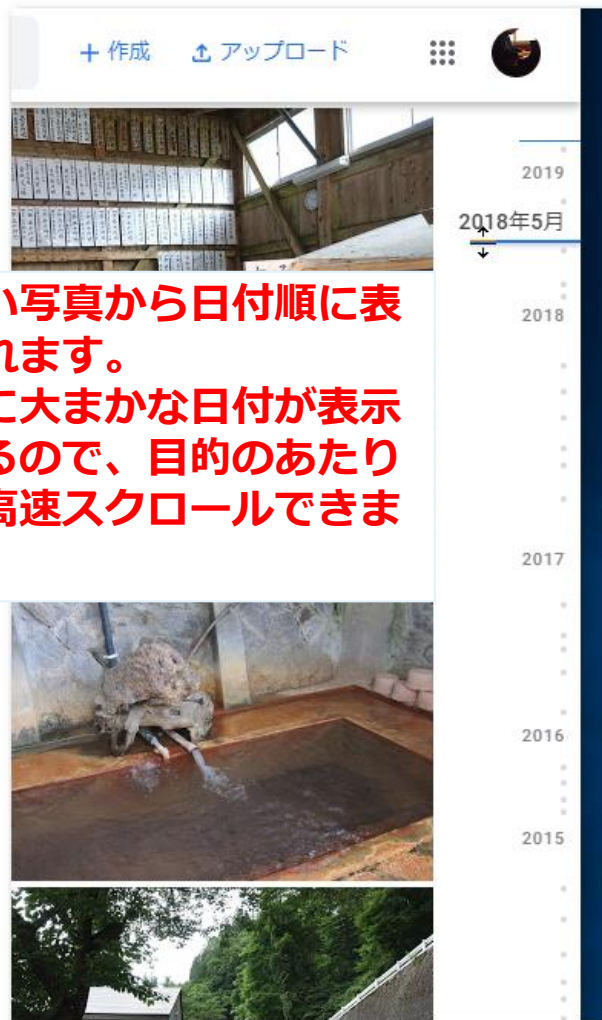 作成
アップロード
2019
2018年5月
2018
い写真から日付順に表
れます。
に大まかな日付が表示
るので、目的のあたり
高速スクロールできま
2017
2016
2015